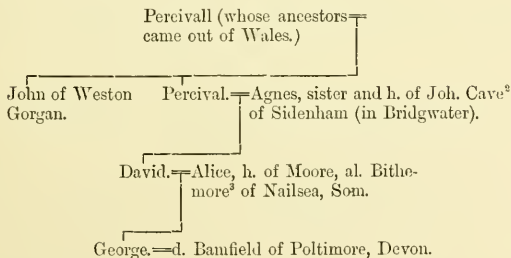 Percivall (whose ancestors
came out of Wales.)
John of Weston Percival.=Agnes, sister and h. of Joh. Cave²
Gorgan. of Sidenham (in Bridgwater).
David.=Alice, h. of Moore, al. Bithe-
more³ of Nailsea, Som.
George.=d. Bamfield of Poltimore, Devon.